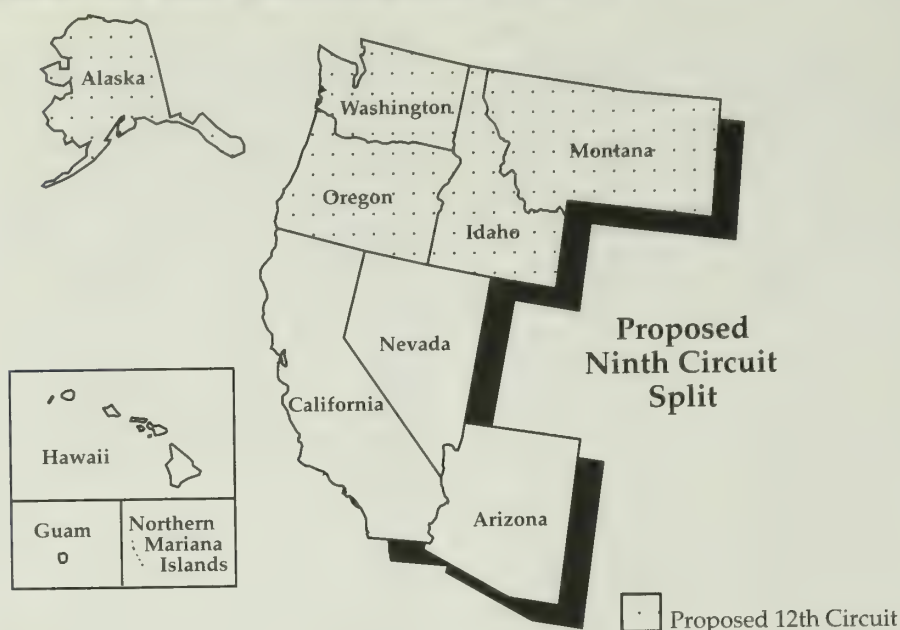 Alaska
Washington
Montana
Oregon
Idaho
Proposed
Ninth Circuit
Split
Nevada
California
Hawaii
Guam
Northern
Mariana
Islands
Arizona
Proposed 12th Circuit